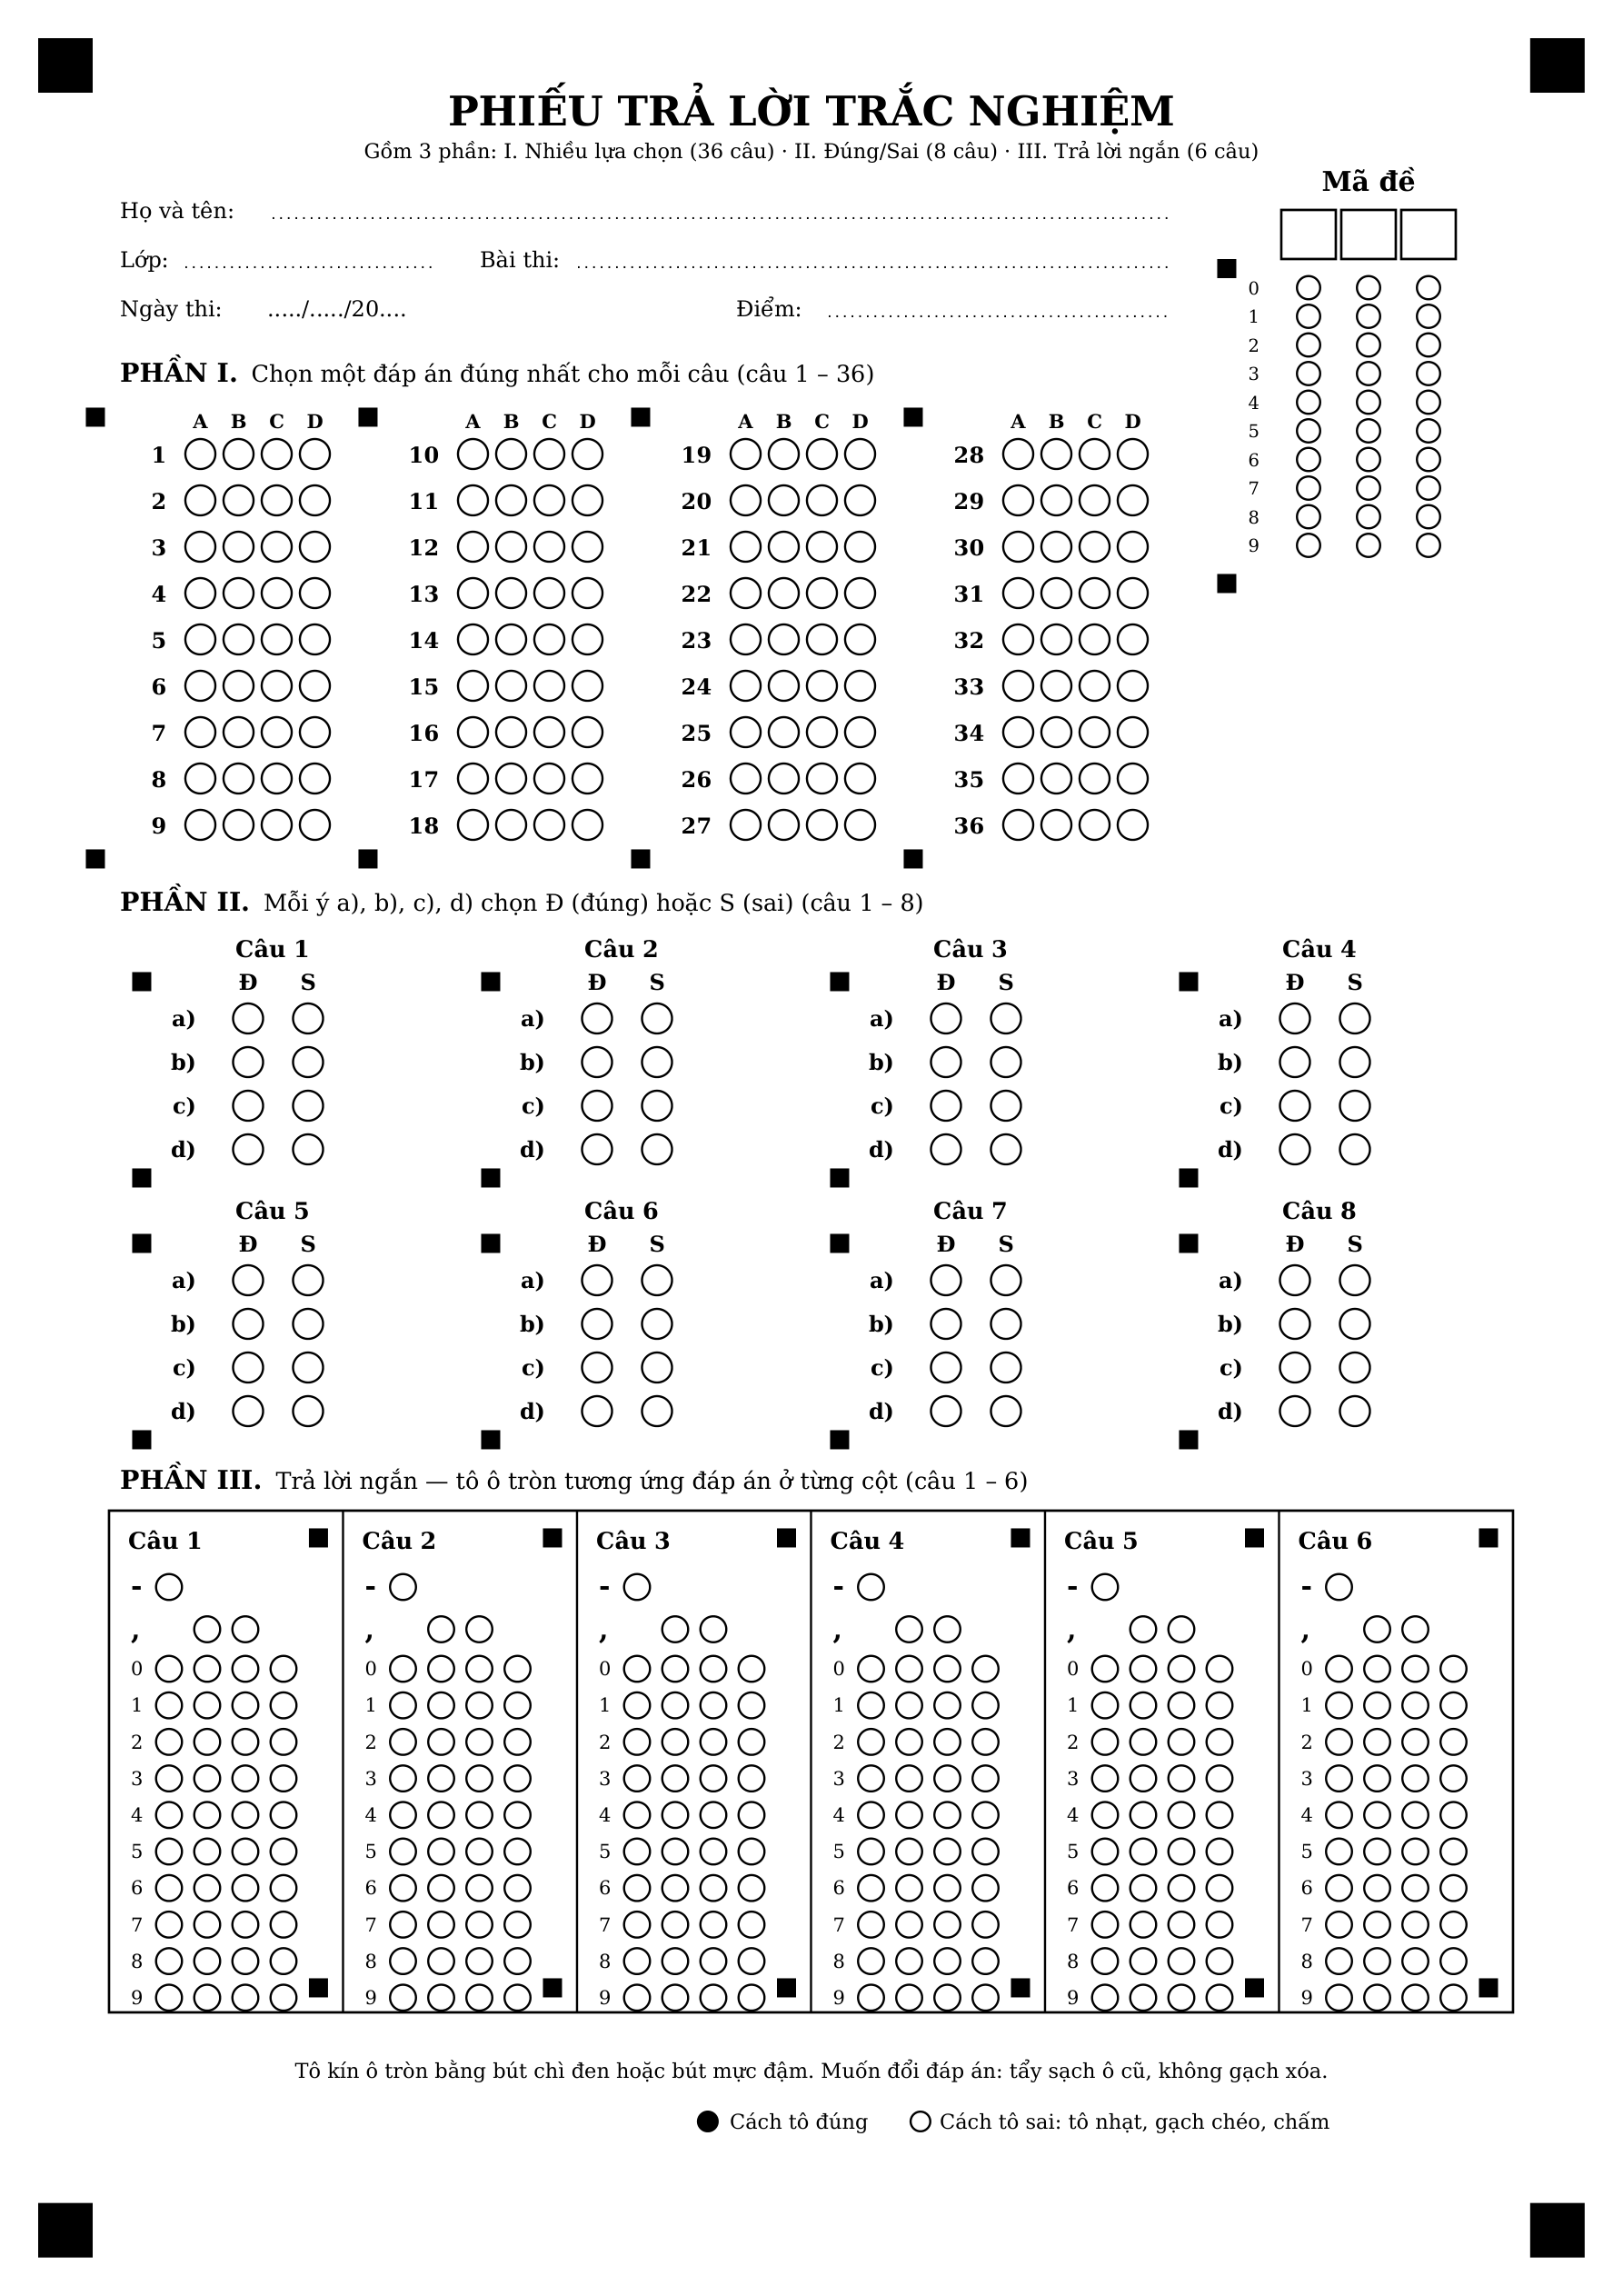 PHIẾU TRẢ LỜI TRẮC NGHIỆM
Gồm 3 phần: I. Nhiều lựa chọn (36 câu) · II. Đúng/Sai (8 câu) · III. Trả lời ngắn (6 câu)
Mã đề
Họ và tên: ........................................................................................................................
Lớp: ................................. Bài thi: ...............................................................................
Ngày thi: ...../...../20.... Điểm: .............................................
0
1
2
3
4
5
6
7
8
9
PHẦN I. Chọn một đáp án đúng nhất cho mỗi câu (câu 1 – 36)
A B C D A B C D A B C D A B C D
1 10 19 28
2 11 20 29
3 12 21 30
4 13 22 31
5 14 23 32
6 15 24 33
7 16 25 34
8 17 26 35
9 18 27 36
PHẦN II. Mỗi ý a), b), c), d) chọn Đ (đúng) hoặc S (sai) (câu 1 – 8)
Câu 1 Câu 2 Câu 3 Câu 4
Đ S Đ S Đ S Đ S
a) a) a) a)
b) b) b) b)
c) c) c) c)
d) d) d) d)
Câu 5 Câu 6 Câu 7 Câu 8
Đ S Đ S Đ S Đ S
a) a) a) a)
b) b) b) b)
c) c) c) c)
d) d) d) d)
PHẦN III. Trả lời ngắn — tô ô tròn tương ứng đáp án ở từng cột (câu 1 – 6)
Câu 1 Câu 2 Câu 3 Câu 4 Câu 5 Câu 6
- - - - - -
, , , , , ,
0 0 0 0 0 0
1 1 1 1 1 1
2 2 2 2 2 2
3 3 3 3 3 3
4 4 4 4 4 4
5 5 5 5 5 5
6 6 6 6 6 6
7 7 7 7 7 7
8 8 8 8 8 8
9 9 9 9 9 9
Tô kín ô tròn bằng bút chì đen hoặc bút mực đậm. Muốn đổi đáp án: tẩy sạch ô cũ, không gạch xóa.
Cách tô đúng Cách tô sai: tô nhạt, gạch chéo, chấm